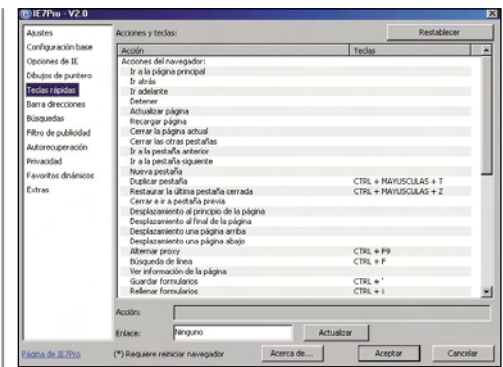 IE7Pro - V2.0
Ajustes
Configuración base
Opciones de IE
Dibujos de puntero
Teclas rápidas
Barra direcciones
Búsquedas
Filtro de publicidad
Autorecuperación
Privacidad
Favoritos dinámicos
Extras
Página de IE7Pro
Acciones y teclas:
Restablecer
Acción Teclas
Acciones del navegador:
Ir a la página principal
Ir atrás
Ir adelante
Detener
Actualizar página
Recargar página
Cerrar la página actual
Cerrar las otras pestañas
Ir a la pestaña anterior
Ir a la pestaña siguiente
Nueva pestaña
Duplicar pestaña CTRL + MAYUSCULAS + T
Restaurar la última pestaña cerrada CTRL + MAYUSCULAS + Z
Cerrar e ir a pestaña previa
Desplazamiento al principio de la página
Desplazamiento al final de la página
Desplazamiento una página arriba
Desplazamiento una página abajo
Alternar proxy CTRL + F9
Búsqueda de línea CTRL + F
Ver información de la página
Guardar formularios CTRL + '
Rellenar formularios CTRL + i
Acción:
Enlace: Ninguno Actualizar
(*) Requiere reiniciar navegador Acerca de... Aceptar Cancelar